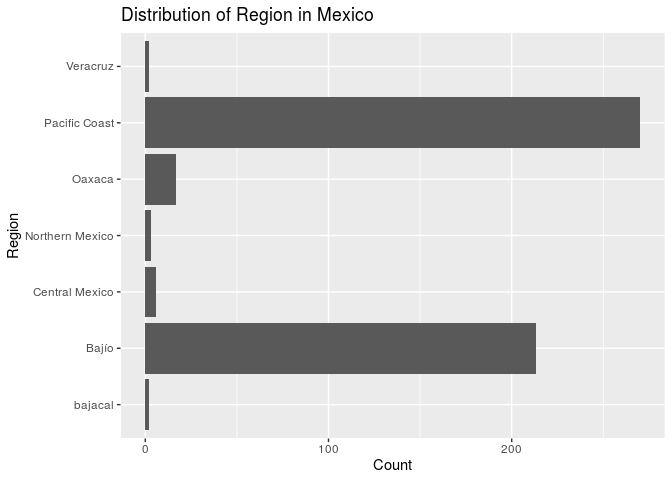 Distribution of Region in Mexico
Veracruz
Pacific Coast
Oaxaca
Northern Mexico
Central Mexico
Bajío
bajacal
Region
0 100 200
Count